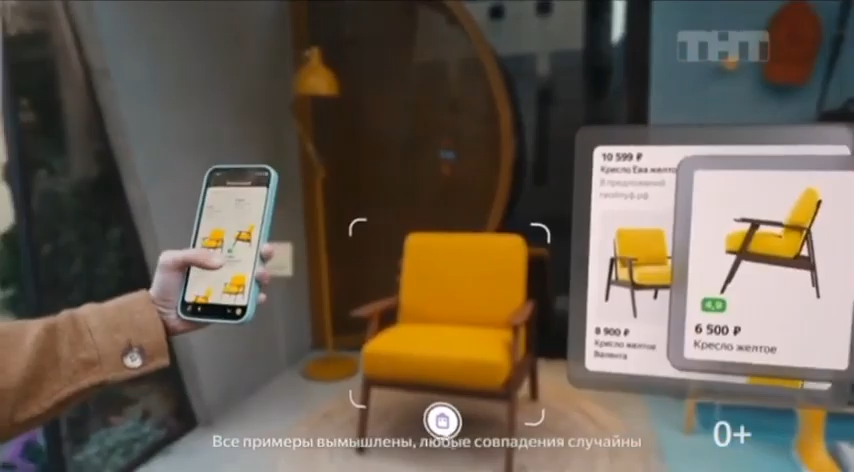 ТНТ
10 599 ₽
Кресло Ева желто
В предложений
8 900 ₽
Кресло желтое
Валента
4,9
6 500 ₽
Кресло желтое
Все примеры вымышлены, любые совпадения случайны
0+